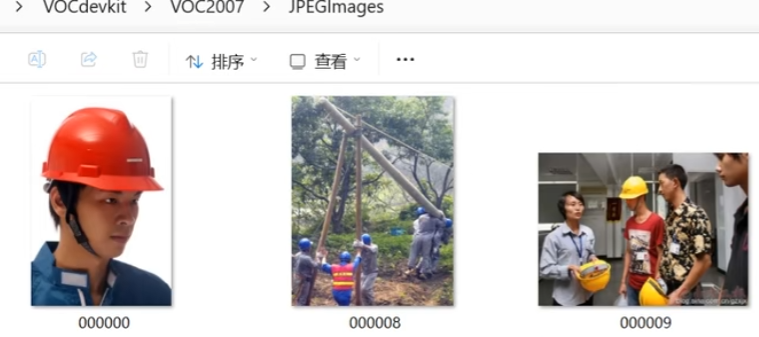 VOCdevkit > VOC2007 > JPEGImages
排序 查看 ...
000000 000008 000009